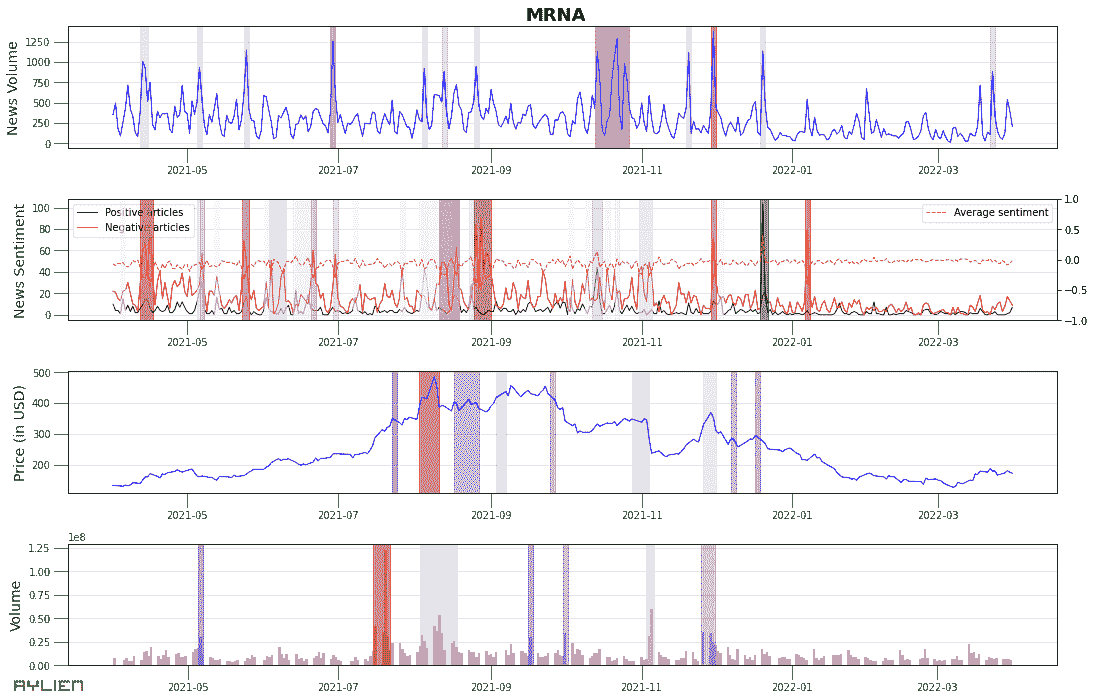 MRNA
News Volume
1250
1000
750
500
250
0
2021-05 2021-07 2021-09 2021-11 2022-01 2022-03
News Sentiment
100
80
60
40
20
0
Positive articles
Negative articles
Average sentiment
1.0
0.5
0.0
−0.5
−1.0
2021-05 2021-07 2021-09 2021-11 2022-01 2022-03
Price (in USD)
500
400
300
200
2021-05 2021-07 2021-09 2021-11 2022-01 2022-03
1e8
Volume
1.25
1.00
0.75
0.50
0.25
0.00
2021-05 2021-07 2021-09 2021-11 2022-01 2022-03
AYLIEN